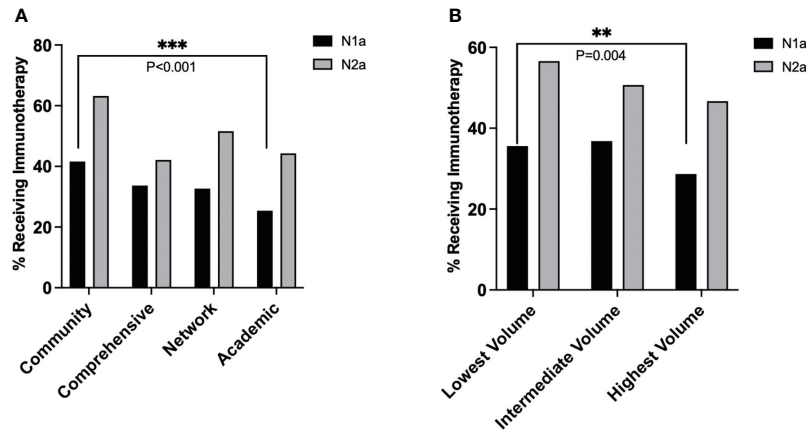 A
***
P<0.001
N1a
N2a
% Receiving Immunotherapy
80
60
40
20
0
Community
Comprehensive
Network
Academic
B
**
P=0.004
N1a
N2a
% Receiving Immunotherapy
60
40
20
0
Lowest Volume
Intermediate Volume
Highest Volume